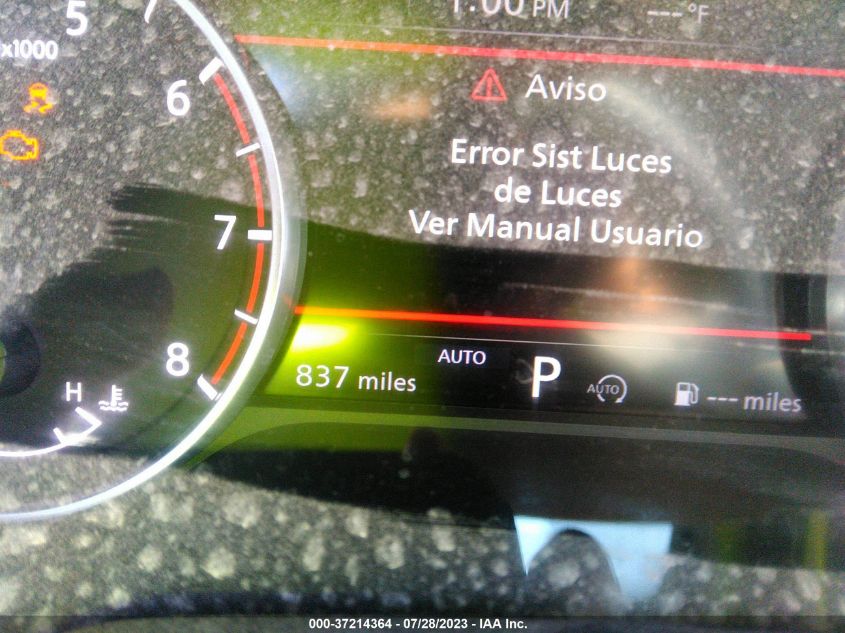 1:00 PM
--- °F
5
x1000
6
7
8
H
Aviso
Error Sist Luces
de Luces
Ver Manual Usuario
837 miles
AUTO
P
AUTO
--- miles
000-37214364 - 07/28/2023 - IAA Inc.